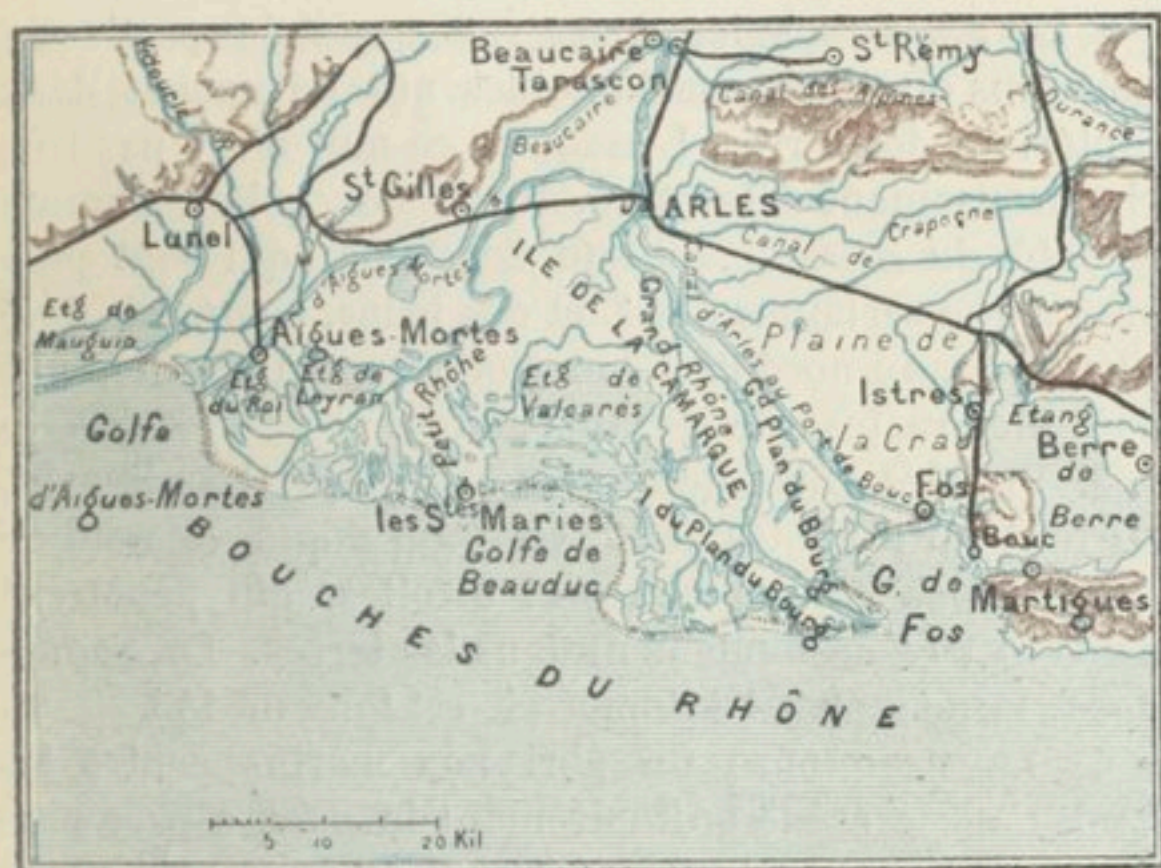 Vidourle
Beaucaire
Tarascon
St Rémy
Canal des Alpines
Durance
Beaucaire
St Gilles
ARLES
Lunel
Canal de Craponne
ILE DE LA CAMARGUE
d'Aigues Mortes
Canal d'Arles au Port de Bouc
Grand Rhône
Etg de
Mauguio
Aigues-Mortes
Plaine de
la Crau
Etg
du Roi
Etg de
Leyran
Petit Rhône
Etg de
Valcarès
Gd Plan du Bourg
Istres
Etang
de
Berre
Berre
Golfe
d'Aigues-Mortes
les Stes Maries
Golfe de
Beauduc
I du Plan du Bourg
Fos
Bouc
G. de
Fos
Martigues
BOUCHES DU RHÔNE
5 10 20 Kil